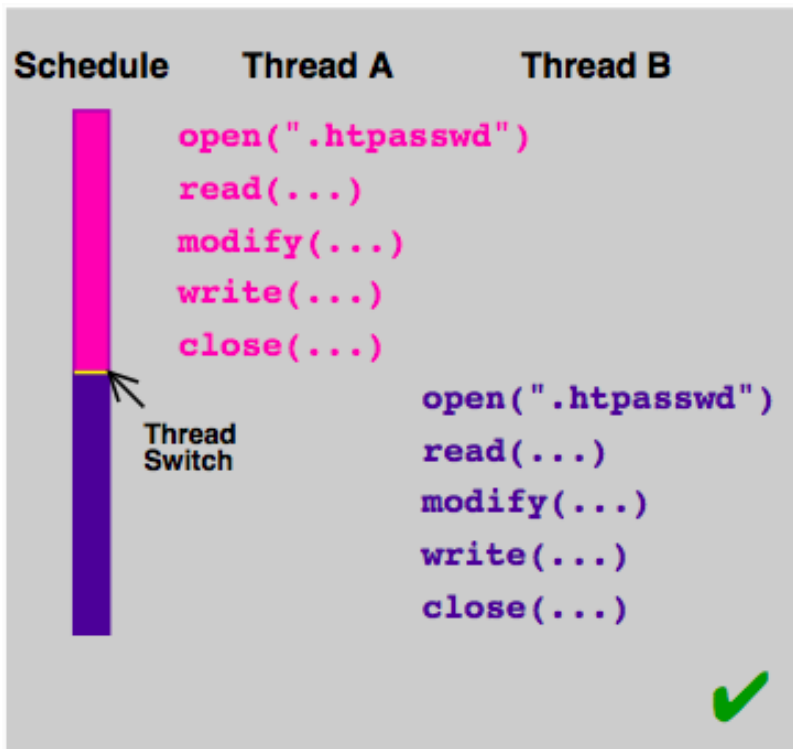 Schedule Thread A Thread B
open(".htpasswd")
read(...)
modify(...)
write(...)
close(...)
Thread
Switch
open(".htpasswd")
read(...)
modify(...)
write(...)
close(...)